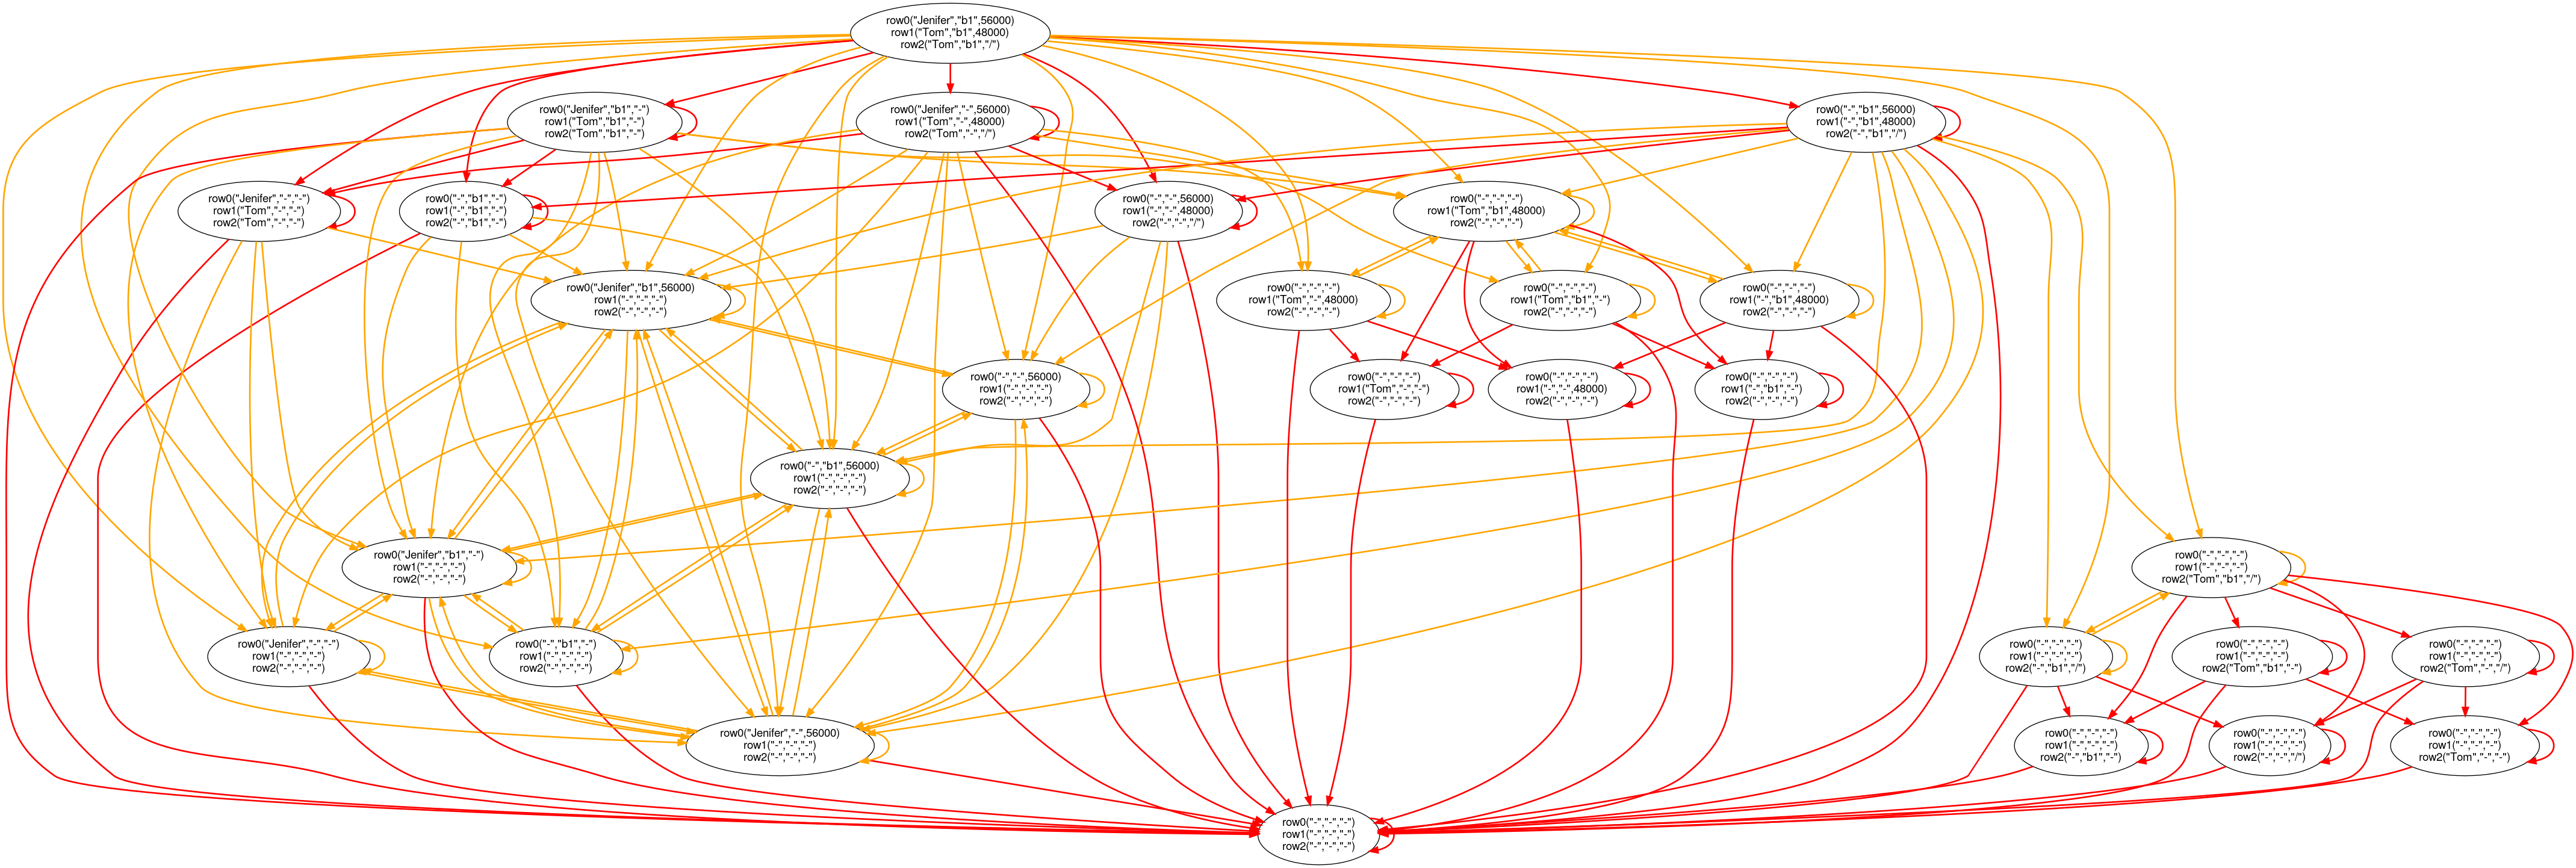 row0("Jenifer","b1",56000)
row1("Tom","b1",48000)
row2("Tom","b1","/")
row0("Jenifer","b1","-")
row1("Tom","b1","-")
row2("Tom","b1","-")
row0("Jenifer","-",56000)
row1("Tom","-",48000)
row2("Tom","-","/")
row0("-","b1",56000)
row1("-","b1",48000)
row2("-","b1","/")
row0("Jenifer","-","-")
row1("Tom","-","-")
row2("Tom","-","-")
row0("-","b1","-")
row1("-","b1","-")
row2("-","b1","-")
row0("-","-",56000)
row1("-","-",48000)
row2("-","-","/")
row0("-","-","-")
row1("Tom","b1",48000)
row2("-","-","-")
row0("Jenifer","b1",56000)
row1("-","-","-")
row2("-","-","-")
row0("-","-","-")
row1("Tom","-",48000)
row2("-","-","-")
row0("-","-","-")
row1("Tom","b1","-")
row2("-","-","-")
row0("-","-","-")
row1("-","b1",48000)
row2("-","-","-")
row0("-","-",56000)
row1("-","-","-")
row2("-","-","-")
row0("-","-","-")
row1("Tom","-","-")
row2("-","-","-")
row0("-","-","-")
row1("-","-",48000)
row2("-","-","-")
row0("-","-","-")
row1("-","b1","-")
row2("-","-","-")
row0("-","b1",56000)
row1("-","-","-")
row2("-","-","-")
row0("Jenifer","b1","-")
row1("-","-","-")
row2("-","-","-")
row0("-","-","-")
row1("-","-","-")
row2("Tom","b1","/")
row0("Jenifer","-","-")
row1("-","-","-")
row2("-","-","-")
row0("-","b1","-")
row1("-","-","-")
row2("-","-","-")
row0("-","-","-")
row1("-","-","-")
row2("-","b1","/")
row0("-","-","-")
row1("-","-","-")
row2("Tom","b1","-")
row0("-","-","-")
row1("-","-","-")
row2("Tom","-","/")
row0("Jenifer","-",56000)
row1("-","-","-")
row2("-","-","-")
row0("-","-","-")
row1("-","-","-")
row2("-","b1","-")
row0("-","-","-")
row1("-","-","-")
row2("-","-","/")
row0("-","-","-")
row1("-","-","-")
row2("Tom","-","-")
row0("-","-","-")
row1("-","-","-")
row2("-","-","-")